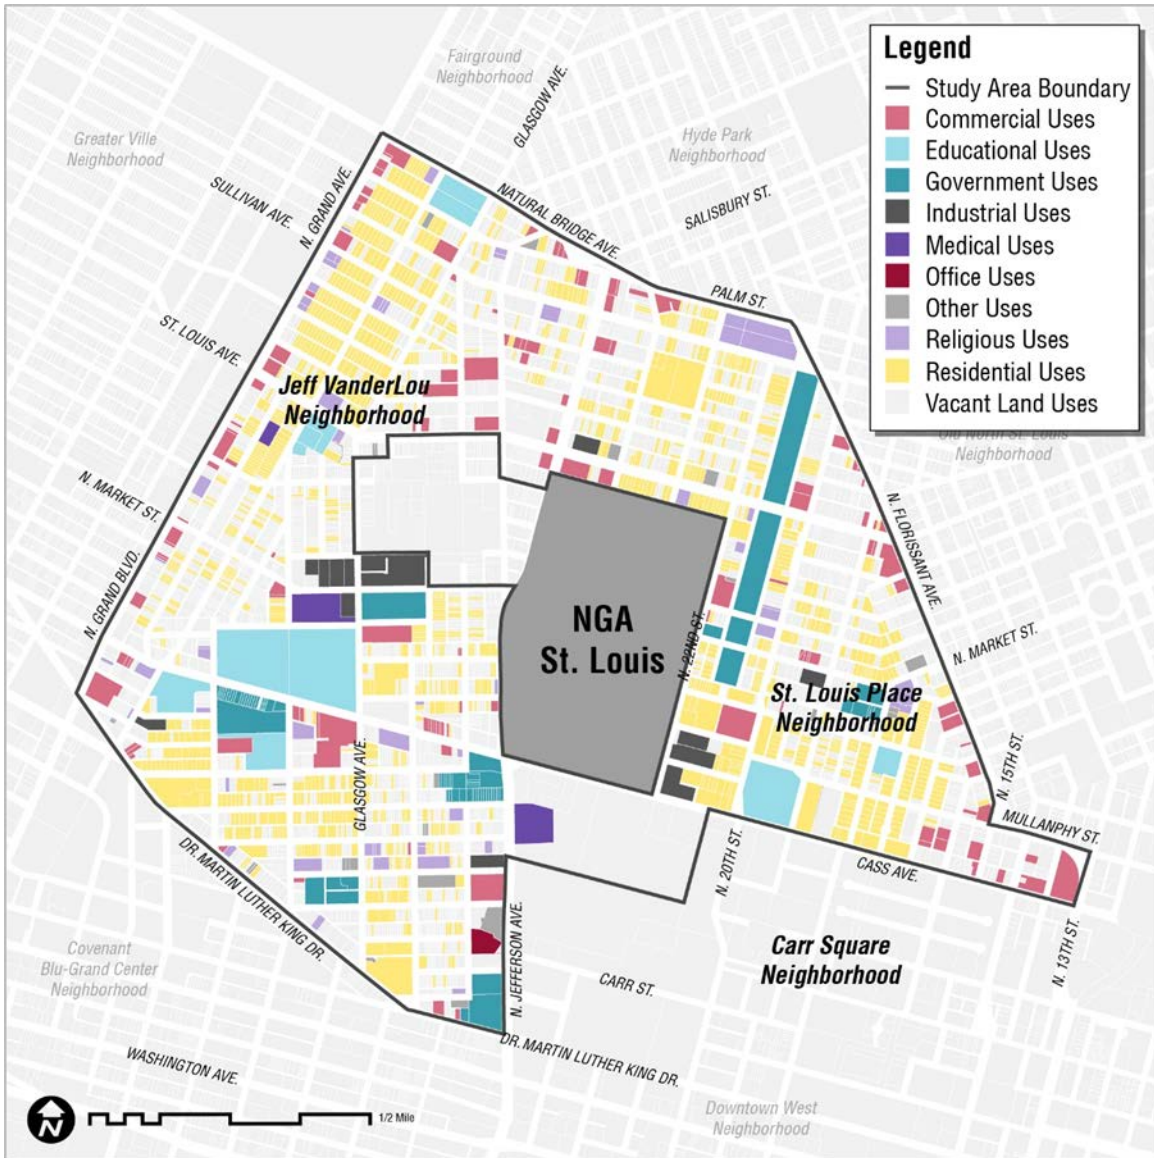 Legend
Study Area Boundary
Commercial Uses
Educational Uses
Government Uses
Industrial Uses
Medical Uses
Office Uses
Other Uses
Religious Uses
Residential Uses
Vacant Land Uses
Fairground
Neighborhood
GLASGOW AVE.
Greater Ville
Neighborhood
Hyde Park
Neighborhood
SULLIVAN AVE.
N. GRAND AVE.
NATURAL BRIDGE AVE.
SALISBURY ST.
PALM ST.
ST. LOUIS AVE.
Jeff VanderLou
Neighborhood
Old North St. Louis
Neighborhood
N. MARKET ST.
N. FLORISSANT AVE.
N. GRAND BLVD.
NGA
St. Louis
N. 22ND ST.
N. MARKET ST.
St. Louis Place
Neighborhood
GLASGOW AVE.
N. 15TH ST.
MULLANPHY ST.
DR. MARTIN LUTHER KING DR.
N. 20TH ST.
CASS AVE.
N. JEFFERSON AVE.
Covenant
Blu-Grand Center
Neighborhood
Carr Square
Neighborhood
N. 13TH ST.
CARR ST.
DR. MARTIN LUTHER KING DR.
WASHINGTON AVE.
Downtown West
Neighborhood
N
1/2 Mile